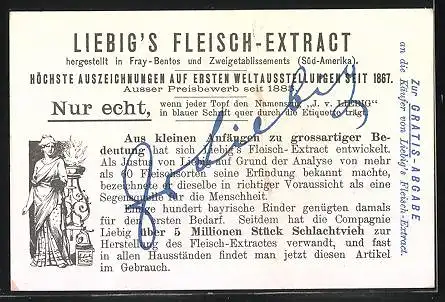 LIEBIG'S FLEISCH-EXTRACT
hergestellt in Fray-Bentos und Zweigetablissements (Süd-Amerika).
HÖCHSTE AUSZEICHNUNGEN AUF ERSTEN WELTAUSSTELLUNGEN SEIT 1867.
Ausser Preisbewerb seit 1885.
Nur echt,
wenn jeder Topf den Namenszug "J. v. LIEBIG"
in blauer Schrift quer durch die Etiquette trägt.
J v Liebig
Aus kleinen Anfängen zu grossartiger Be-
deutung hat sich Liebig's Fleisch-Extract entwickelt.
Als Justus von Liebig auf Grund der Analyse von mehr
als 40 Fleischsorten seine Erfindung bekannt machte,
bezeichnete er dieselbe in richtiger Voraussicht als eine
Segensquelle für die Menschheit.
Einige hundert bayrische Rinder genügten damals
für den ersten Bedarf. Seitdem hat die Compagnie
Liebig über 5 Millionen Stück Schlachtvieh zur
Herstellung des Fleisch-Extractes verwandt, und fast
in allen Hausständen findet man jetzt diesen Artikel
im Gebrauch.
Zur GRATIS-ABGABE
an die Käufer von Liebig's Fleisch-Extract.